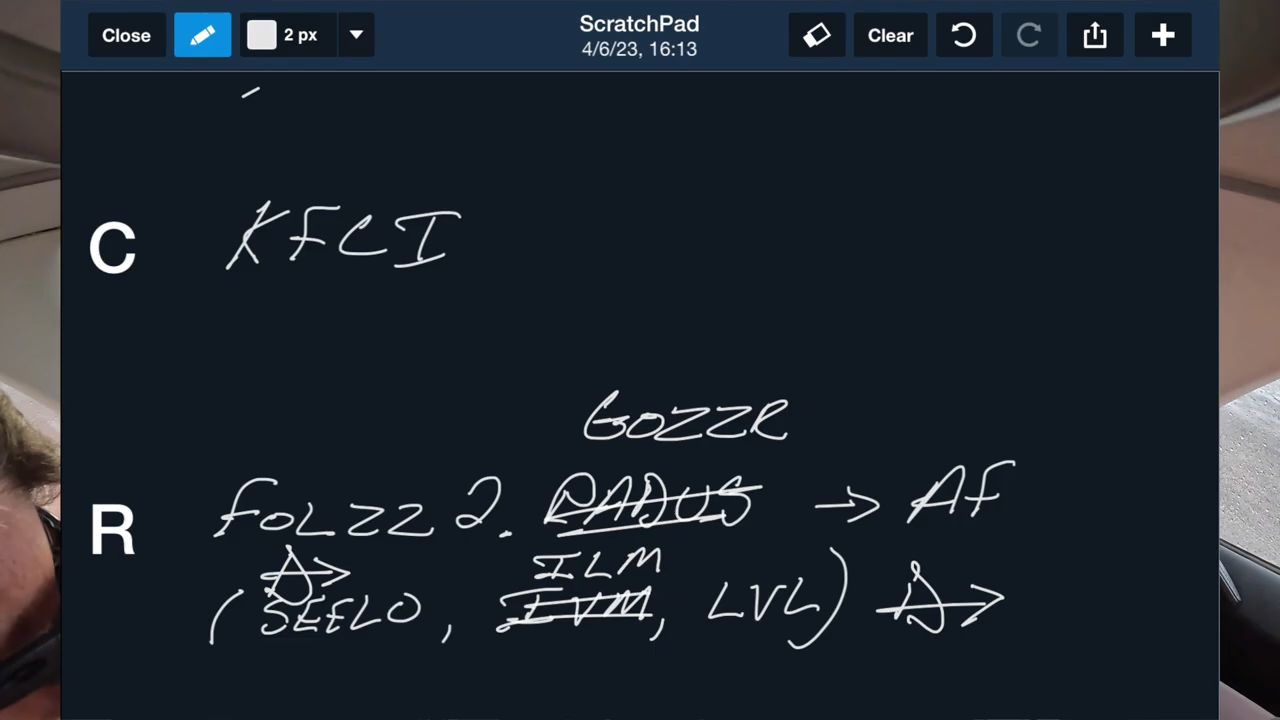 Close 2 px ScratchPad Clear
4/6/23, 16:13
C KFCI
GOZZR
R FOLZZ 2. RADUS → AF
ILM
(SEELO, IVM, LVL) D→